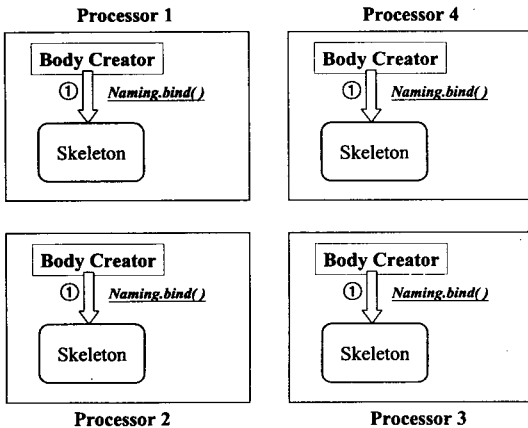 Processor 1
Body Creator
① Naming.bind()
Skeleton
Processor 4
Body Creator
① Naming.bind()
Skeleton
Body Creator
① Naming.bind()
Skeleton
Processor 2
Body Creator
① Naming.bind()
Skeleton
Processor 3